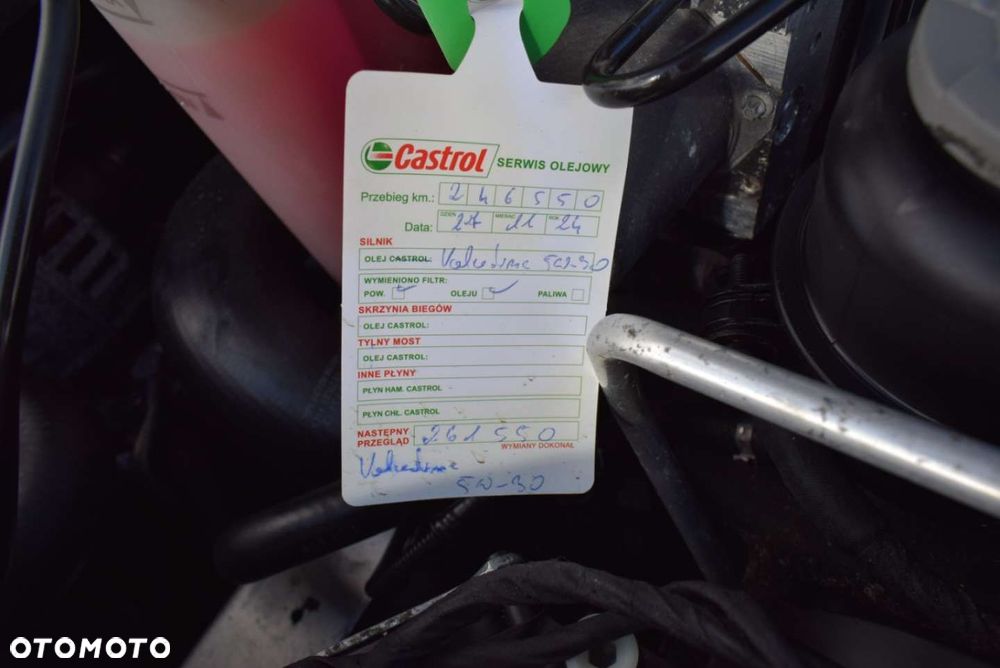 Castrol SERWIS OLEJOWY
Przebieg km.: 246550
DZIEŃ MIESIĄC ROK
Data: 27 11 24
SILNIK
OLEJ CASTROL: Valvoline 5W-30
WYMIENIONO FILTR:
POW. OLEJU PALIWA
SKRZYNIA BIEGÓW
OLEJ CASTROL:
TYLNY MOST
OLEJ CASTROL:
INNE PŁYNY
PŁYN HAM. CASTROL
PŁYN CHŁ. CASTROL
NASTĘPNY PRZEGLĄD 261550
WYMIANY DOKONAŁ
Valvoline
5W-30
OTOMOTO